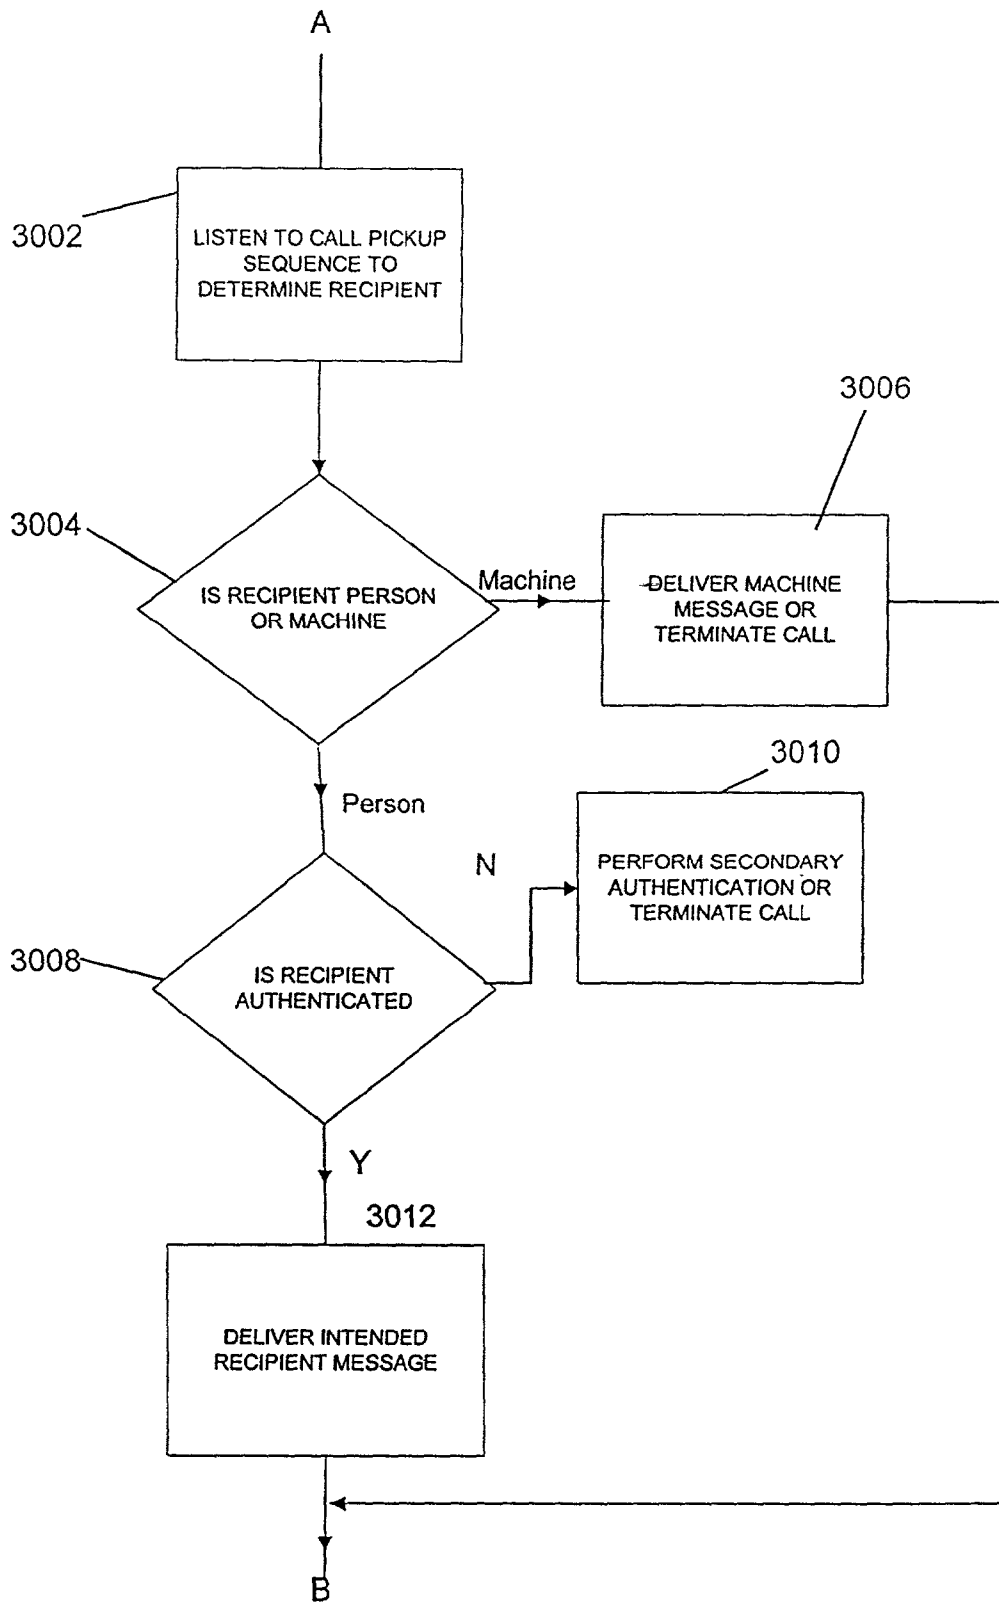 A
3002
LISTEN TO CALL PICKUP
SEQUENCE TO
DETERMINE RECIPIENT
3006
3004
IS RECIPIENT PERSON
OR MACHINE
Machine
DELIVER MACHINE
MESSAGE OR
TERMINATE CALL
3010
Person
N
PERFORM SECONDARY
AUTHENTICATION OR
TERMINATE CALL
3008
IS RECIPIENT
AUTHENTICATED
Y
3012
DELIVER INTENDED
RECIPIENT MESSAGE
B